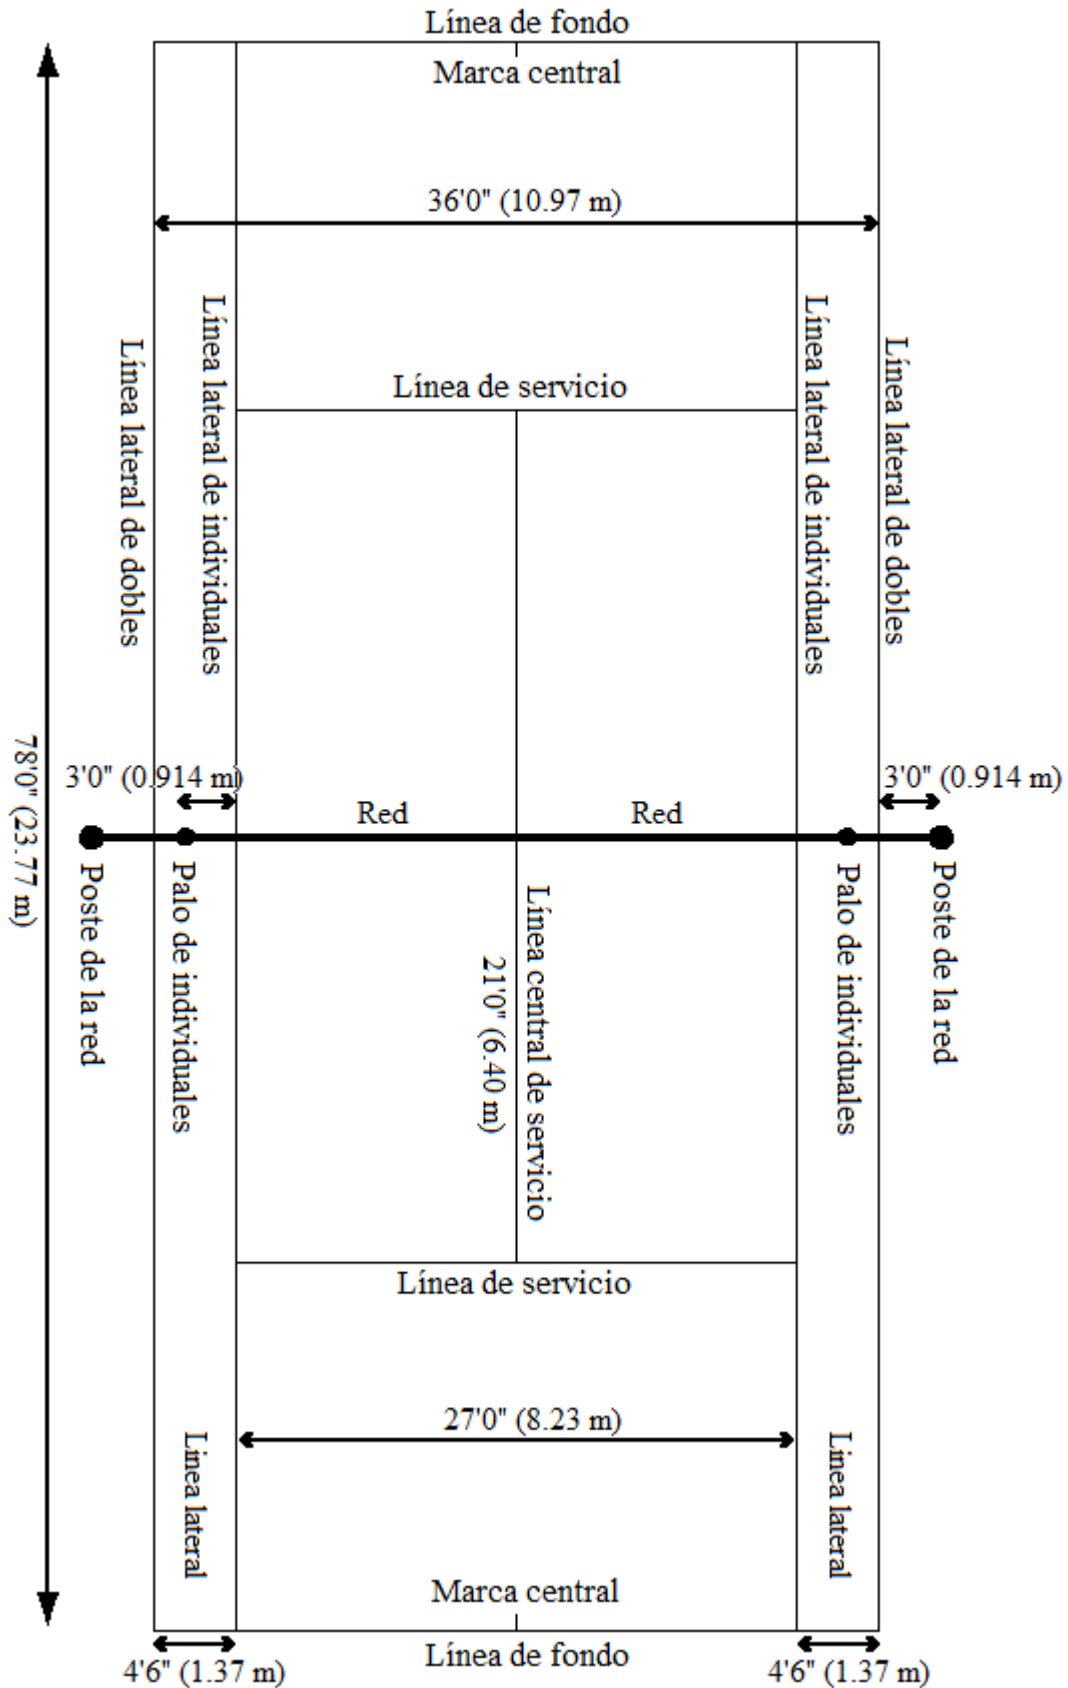 Línea de fondo
Marca central
36'0" (10.97 m)
Línea lateral de dobles
Línea lateral de individuales
Línea lateral de individuales
Línea lateral de dobles
Línea de servicio
78'0" (23.77 m)
3'0" (0.914 m)
3'0" (0.914 m)
Red
Red
Poste de la red
Palo de individuales
21'0" (6.40 m)
Línea central de servicio
Palo de individuales
Poste de la red
Línea de servicio
27'0" (8.23 m)
Linea lateral
Linea lateral
Marca central
Línea de fondo
4'6" (1.37 m)
4'6" (1.37 m)